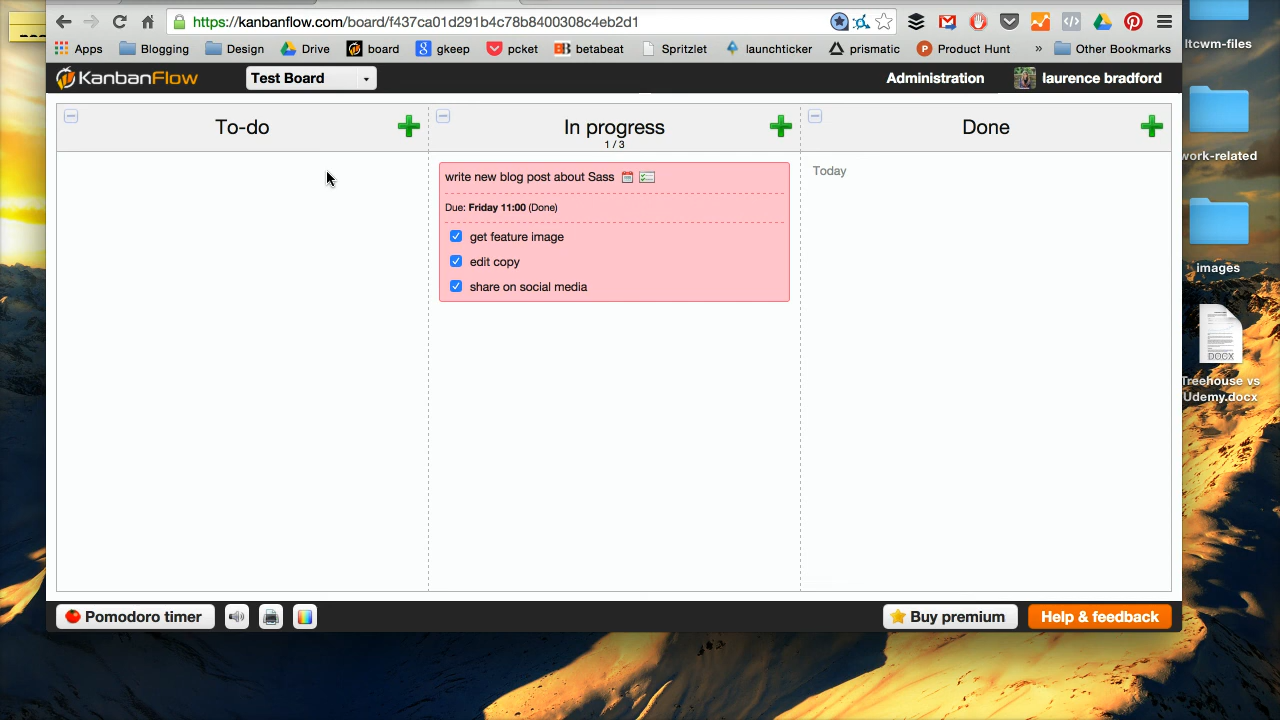 https://kanbanflow.com/board/f437ca01d291b4c78b8400308c4eb2d1
Apps Blogging Design Drive board gkeep pcket betabeat Spritzlet launchticker prismatic Product Hunt » Other Bookmarks
KanbanFlow Test Board Administration laurence bradford
To-do In progress Done
1 / 3
write new blog post about Sass
Due: Friday 11:00 (Done)
get feature image
edit copy
share on social media
Today
Pomodoro timer Buy premium Help & feedback
ltcwm-files
work-related
images
DOCX
Treehouse vs
Udemy.docx